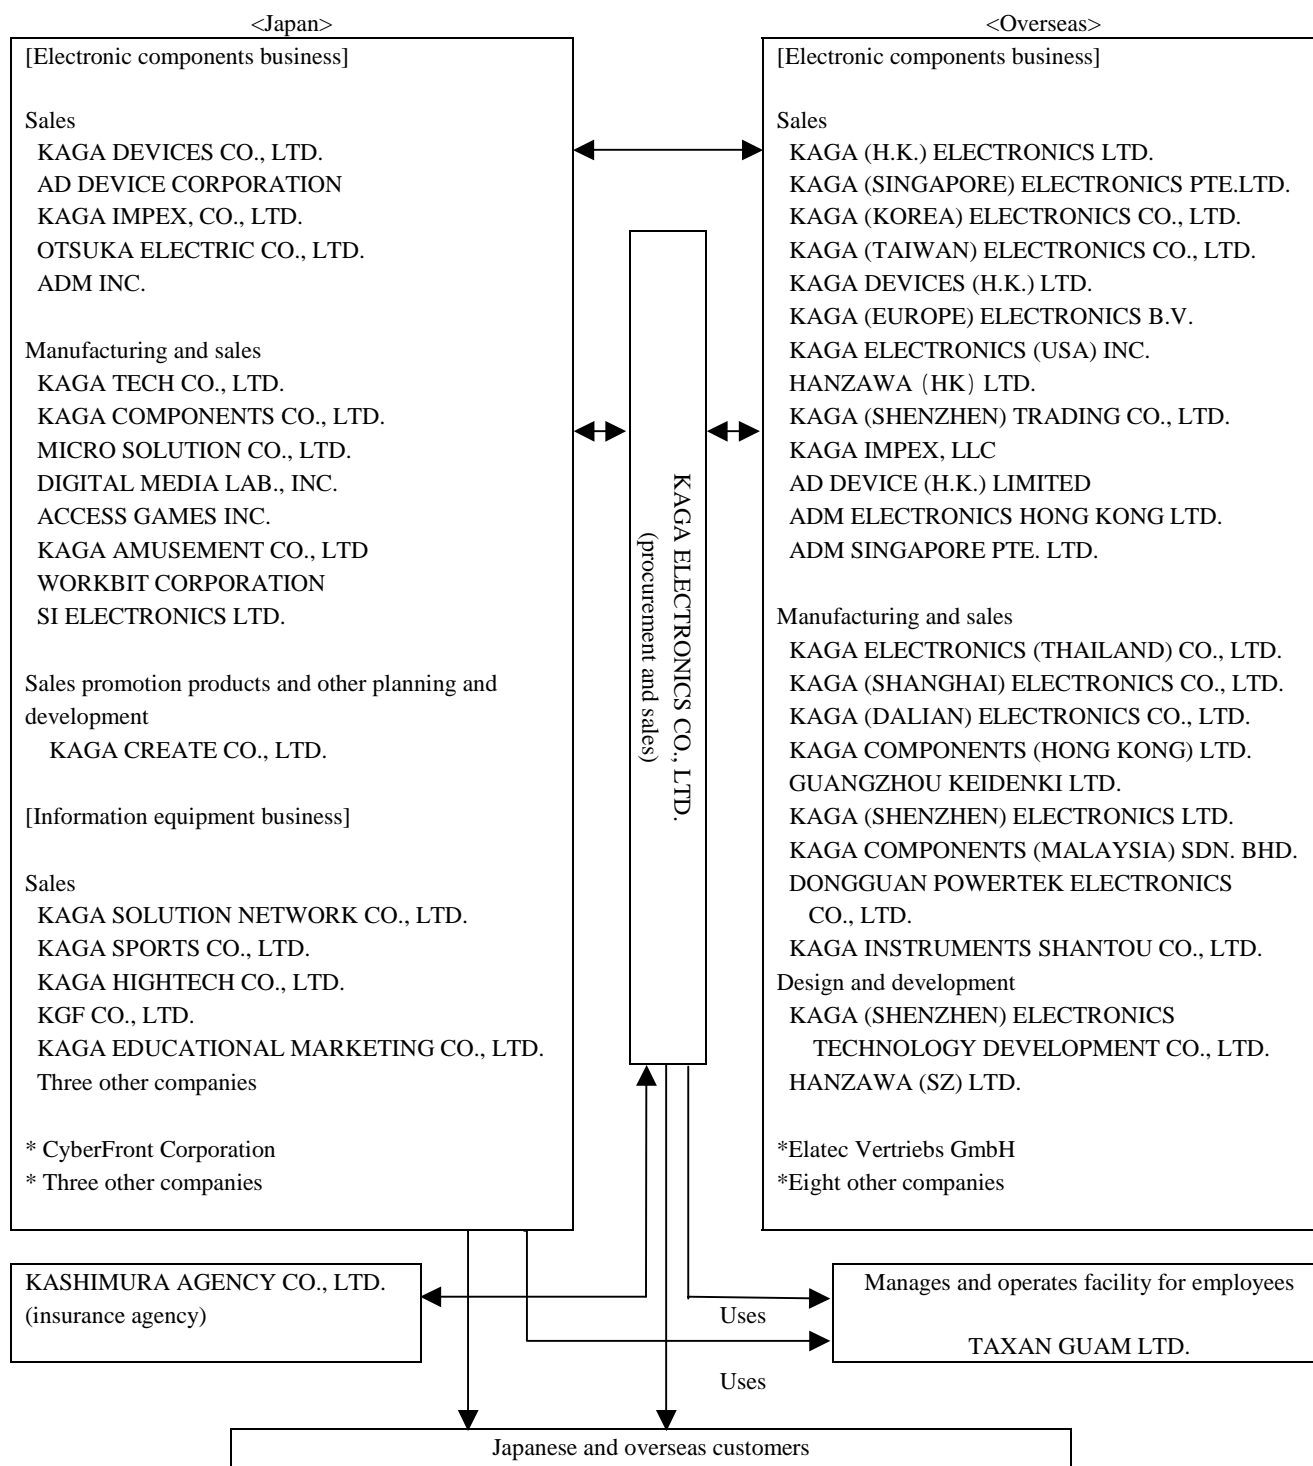 <Japan>
[Electronic components business]
Sales
KAGA DEVICES CO., LTD.
AD DEVICE CORPORATION
KAGA IMPEX, CO., LTD.
OTSUKA ELECTRIC CO., LTD.
ADM INC.
Manufacturing and sales
KAGA TECH CO., LTD.
KAGA COMPONENTS CO., LTD.
MICRO SOLUTION CO., LTD.
DIGITAL MEDIA LAB., INC.
ACCESS GAMES INC.
KAGA AMUSEMENT CO., LTD
WORKBIT CORPORATION
SI ELECTRONICS LTD.
Sales promotion products and other planning and
development
KAGA CREATE CO., LTD.
[Information equipment business]
Sales
KAGA SOLUTION NETWORK CO., LTD.
KAGA SPORTS CO., LTD.
KAGA HIGHTECH CO., LTD.
KGF CO., LTD.
KAGA EDUCATIONAL MARKETING CO., LTD.
Three other companies
* CyberFront Corporation
* Three other companies
KAGA ELECTRONICS CO., LTD.
(procurement and sales)
<Overseas>
[Electronic components business]
Sales
KAGA (H.K.) ELECTRONICS LTD.
KAGA (SINGAPORE) ELECTRONICS PTE.LTD.
KAGA (KOREA) ELECTRONICS CO., LTD.
KAGA (TAIWAN) ELECTRONICS CO., LTD.
KAGA DEVICES (H.K.) LTD.
KAGA (EUROPE) ELECTRONICS B.V.
KAGA ELECTRONICS (USA) INC.
HANZAWA (HK) LTD.
KAGA (SHENZHEN) TRADING CO., LTD.
KAGA IMPEX, LLC
AD DEVICE (H.K.) LIMITED
ADM ELECTRONICS HONG KONG LTD.
ADM SINGAPORE PTE. LTD.
Manufacturing and sales
KAGA ELECTRONICS (THAILAND) CO., LTD.
KAGA (SHANGHAI) ELECTRONICS CO., LTD.
KAGA (DALIAN) ELECTRONICS CO., LTD.
KAGA COMPONENTS (HONG KONG) LTD.
GUANGZHOU KEIDENKI LTD.
KAGA (SHENZHEN) ELECTRONICS LTD.
KAGA COMPONENTS (MALAYSIA) SDN. BHD.
DONGGUAN POWERTEK ELECTRONICS
CO., LTD.
KAGA INSTRUMENTS SHANTOU CO., LTD.
Design and development
KAGA (SHENZHEN) ELECTRONICS
TECHNOLOGY DEVELOPMENT CO., LTD.
HANZAWA (SZ) LTD.
*Elatec Vertriebs GmbH
*Eight other companies
KASHIMURA AGENCY CO., LTD.
(insurance agency)
Uses
Uses
Manages and operates facility for employees
TAXAN GUAM LTD.
Japanese and overseas customers